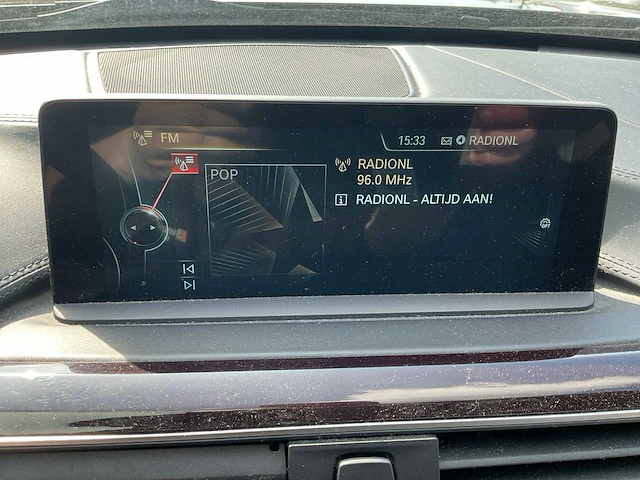 FM
15:33 RADIONL
POP
RADIONL
96.0 MHz
RADIONL - ALTIJD AAN!